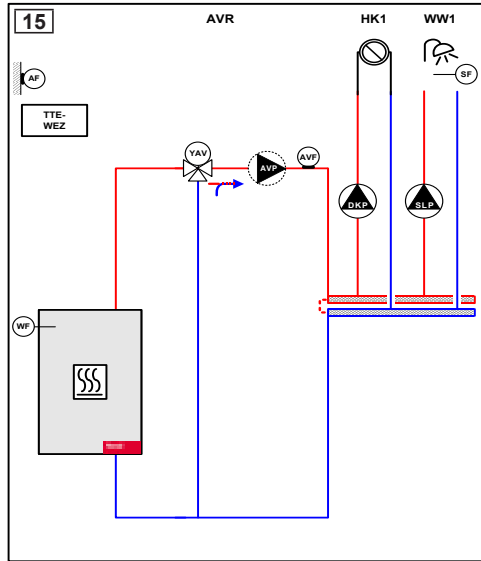 15
AVR
HK1
WW1
AF
SF
TTE-
WEZ
YAV
AVP
AVF
DKP
SLP
WF